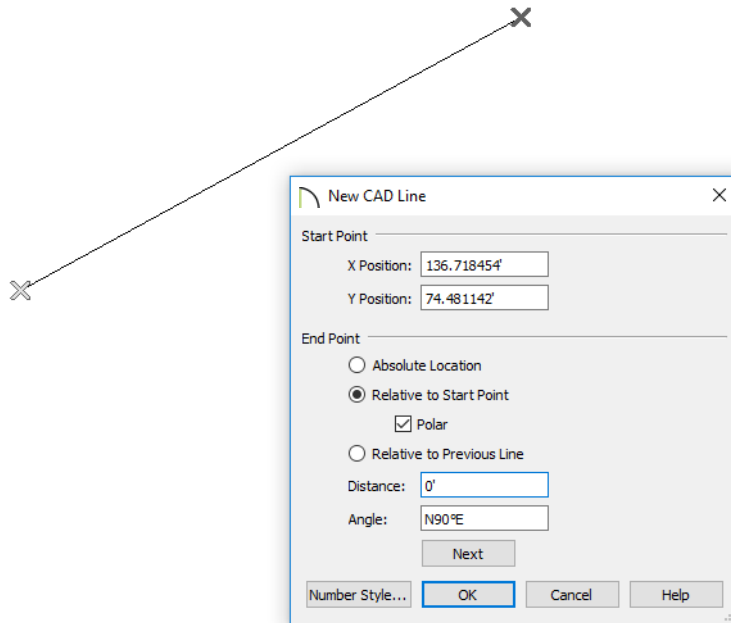 New CAD Line
Start Point
X Position: 136.718454'
Y Position: 74.481142'
End Point
Absolute Location
Relative to Start Point
Polar
Relative to Previous Line
Distance: 0'
Angle: N90°E
Next
Number Style... OK Cancel Help